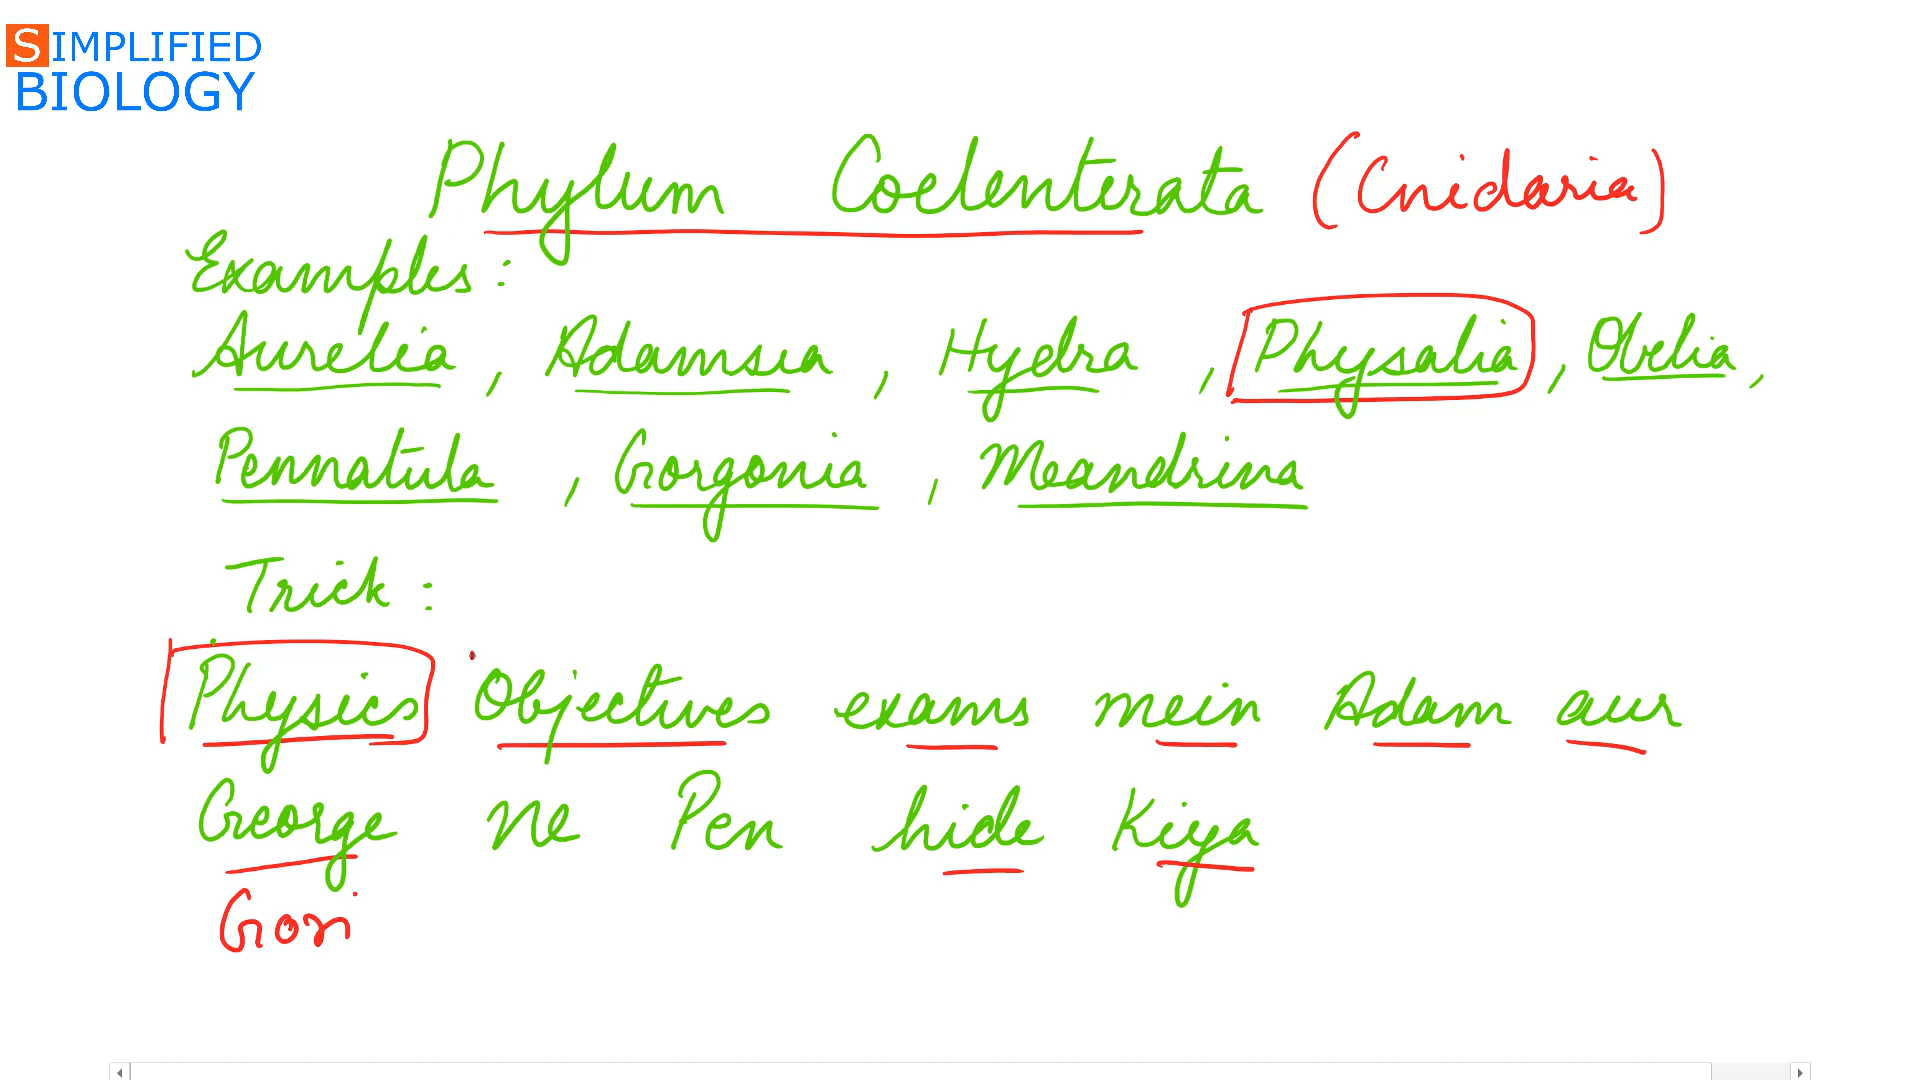 SIMPLIFIED
BIOLOGY
Phylum Coelenterata (Cnidaria)
Examples:
Aurelia, Adamsia, Hydra, Physalia, Obelia,
Pennatula, Gorgonia, Meandrina
Trick:
Physics Objectives exams mein Adam aur
George ne Pen hide Kiya
Gori